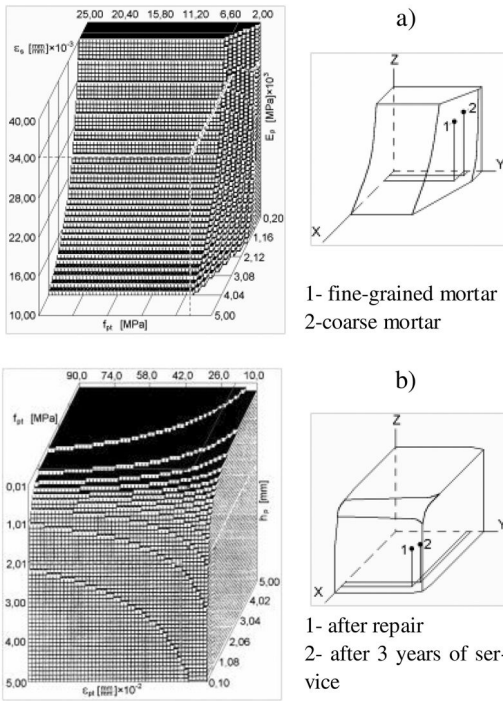 a)
25,00 20,40 15,80 11,20 6,60 2,00
εs [mm/mm]×10⁻³
Ep [MPa]×10³
40,00
34,00
28,00
22,00
16,00
10,00
0,20
1,16
2,12
3,08
4,04
5,00
fpt [MPa]
Z
Y
X
1
2
1- fine-grained mortar
2-coarse mortar
b)
90,0 74,0 58,0 42,0 26,0 10,0
fpt [MPa]
hp [mm]
0,01
1,01
2,01
3,00
4,00
5,00
5,00
4,02
3,04
2,06
1,08
0,10
εpt [mm/mm]×10⁻²
Z
Y
X
1
2
1- after repair
2- after 3 years of ser-
vice